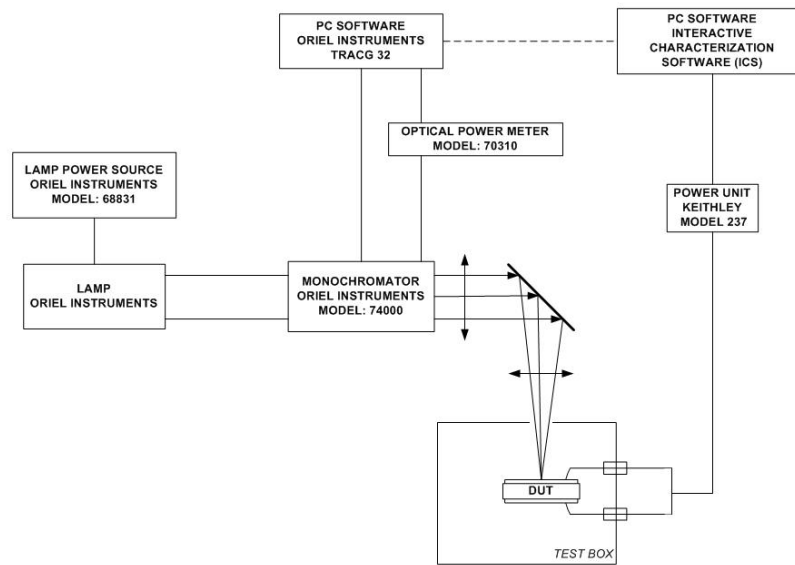 PC SOFTWARE
ORIEL INSTRUMENTS
TRACG 32
PC SOFTWARE
INTERACTIVE
CHARACTERIZATION
SOFTWARE (ICS)
OPTICAL POWER METER
MODEL: 70310
LAMP POWER SOURCE
ORIEL INSTRUMENTS
MODEL: 68831
POWER UNIT
KEITHLEY
MODEL 237
LAMP
ORIEL INSTRUMENTS
MONOCHROMATOR
ORIEL INSTRUMENTS
MODEL: 74000
DUT
TEST BOX